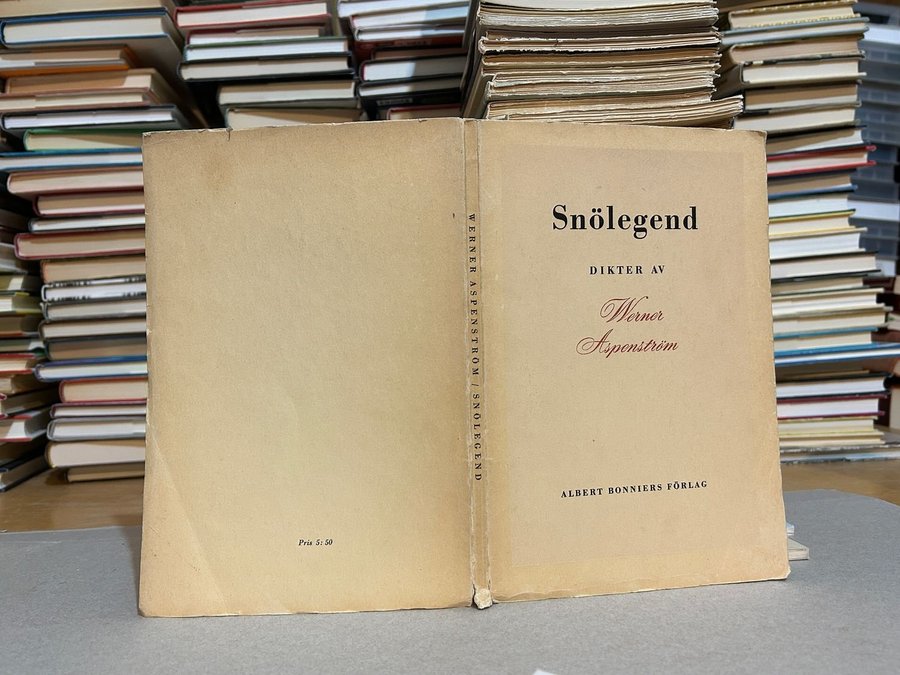 Snölegend
DIKTER AV
Werner
Aspenström
ALBERT BONNIERS FÖRLAG
WERNER ASPENSTRÖM / SNÖLEGEND
Pris 5:50